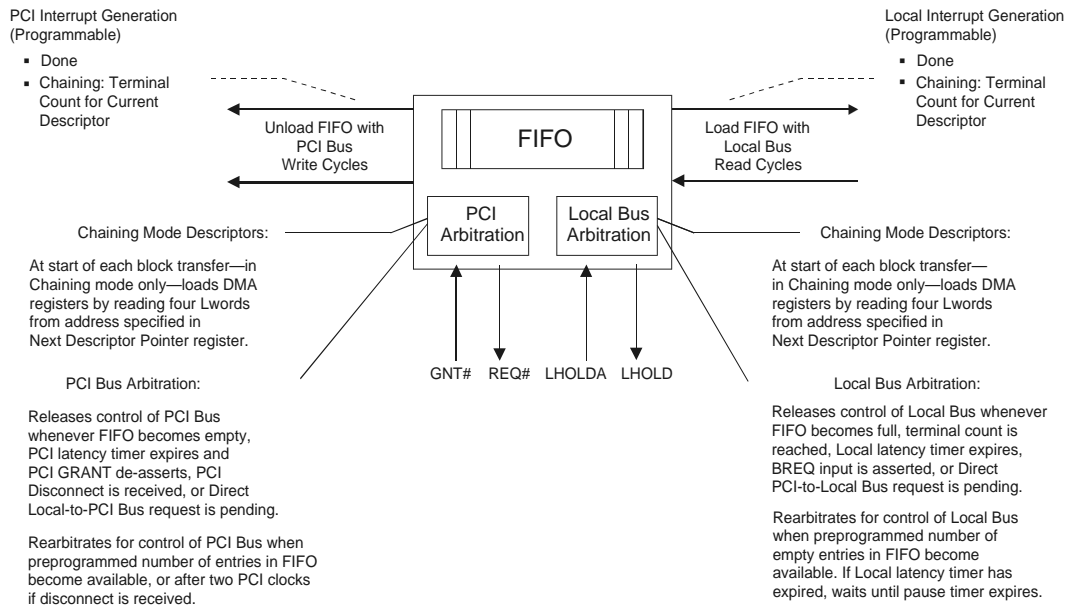 PCI Interrupt Generation
(Programmable)
▪ Done
▪ Chaining: Terminal
Count for Current
Descriptor
Local Interrupt Generation
(Programmable)
▪ Done
▪ Chaining: Terminal
Count for Current
Descriptor
Unload FIFO with
PCI Bus
Write Cycles
FIFO
Load FIFO with
Local Bus
Read Cycles
PCI
Arbitration
Local Bus
Arbitration
Chaining Mode Descriptors:
At start of each block transfer—in
Chaining mode only—loads DMA
registers by reading four Lwords
from address specified in
Next Descriptor Pointer register.
Chaining Mode Descriptors:
At start of each block transfer—
in Chaining mode only—loads DMA
registers by reading four Lwords
from address specified in
Next Descriptor Pointer register.
GNT# REQ# LHOLDA LHOLD
PCI Bus Arbitration:
Releases control of PCI Bus
whenever FIFO becomes empty,
PCI latency timer expires and
PCI GRANT de-asserts, PCI
Disconnect is received, or Direct
Local-to-PCI Bus request is pending.
Rearbitrates for control of PCI Bus when
preprogrammed number of entries in FIFO
become available, or after two PCI clocks
if disconnect is received.
Local Bus Arbitration:
Releases control of Local Bus whenever
FIFO becomes full, terminal count is
reached, Local latency timer expires,
BREQ input is asserted, or Direct
PCI-to-Local Bus request is pending.
Rearbitrates for control of Local Bus
when preprogrammed number of
empty entries in FIFO become
available. If Local latency timer has
expired, waits until pause timer expires.